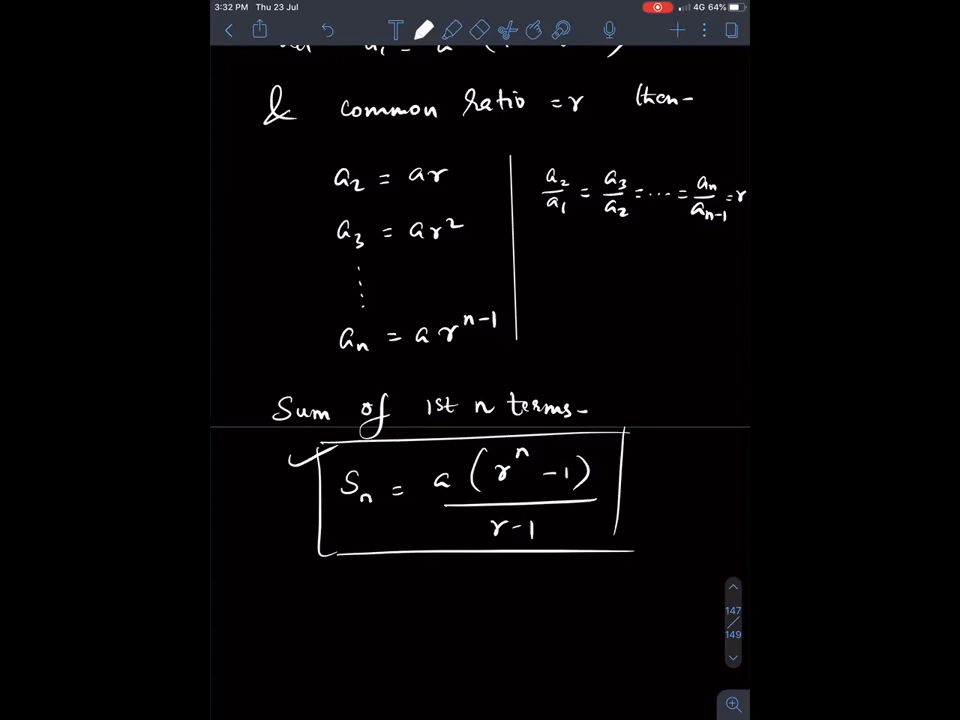 3:32 PM Thu 23 Jul 4G 64%
T
& common ratio = r then-
a₂ = ar
a₂/a₁ = a₃/a₂ = ... = aₙ/aₙ₋₁ = r
a₃ = ar²
aₙ = a rⁿ⁻¹
Sum of 1st n terms-
Sₙ = a (rⁿ - 1) / r-1
147
149